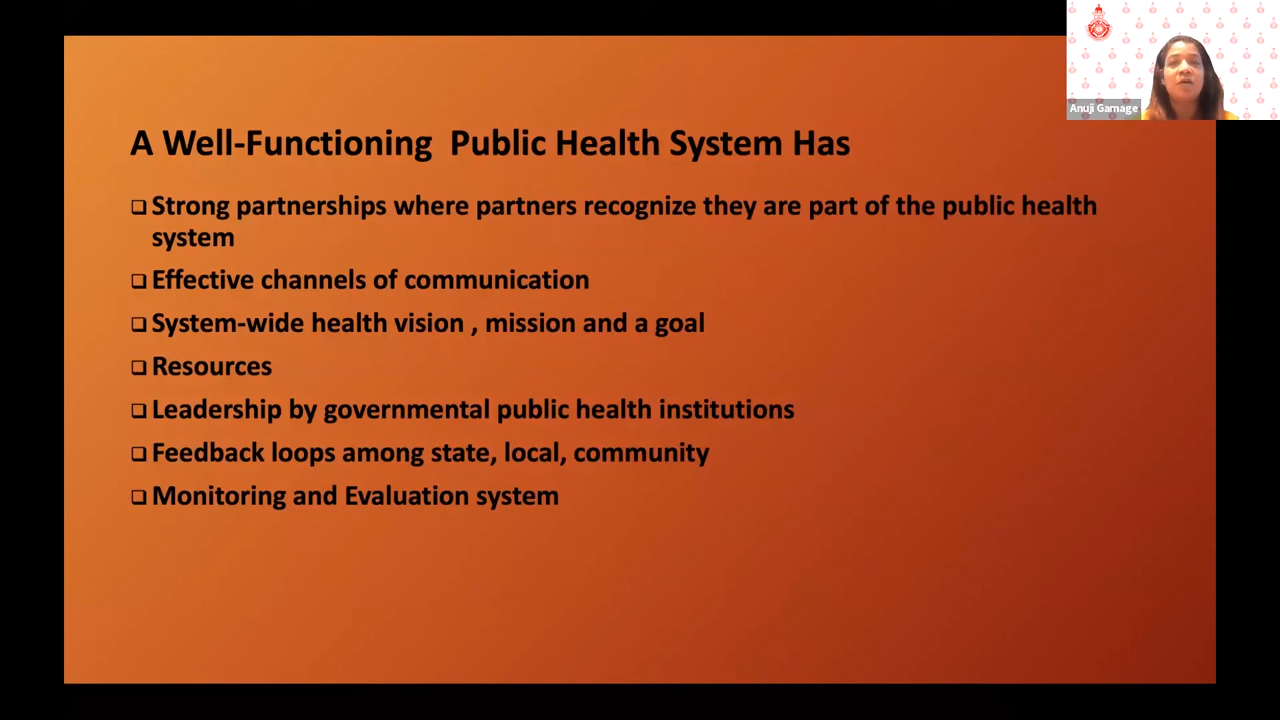 Anuji Gamage
A Well-Functioning  Public Health System Has
Strong partnerships where partners recognize they are part of the public health
system
Effective channels of communication
System-wide health vision , mission and a goal
Resources
Leadership by governmental public health institutions
Feedback loops among state, local, community
Monitoring and Evaluation system